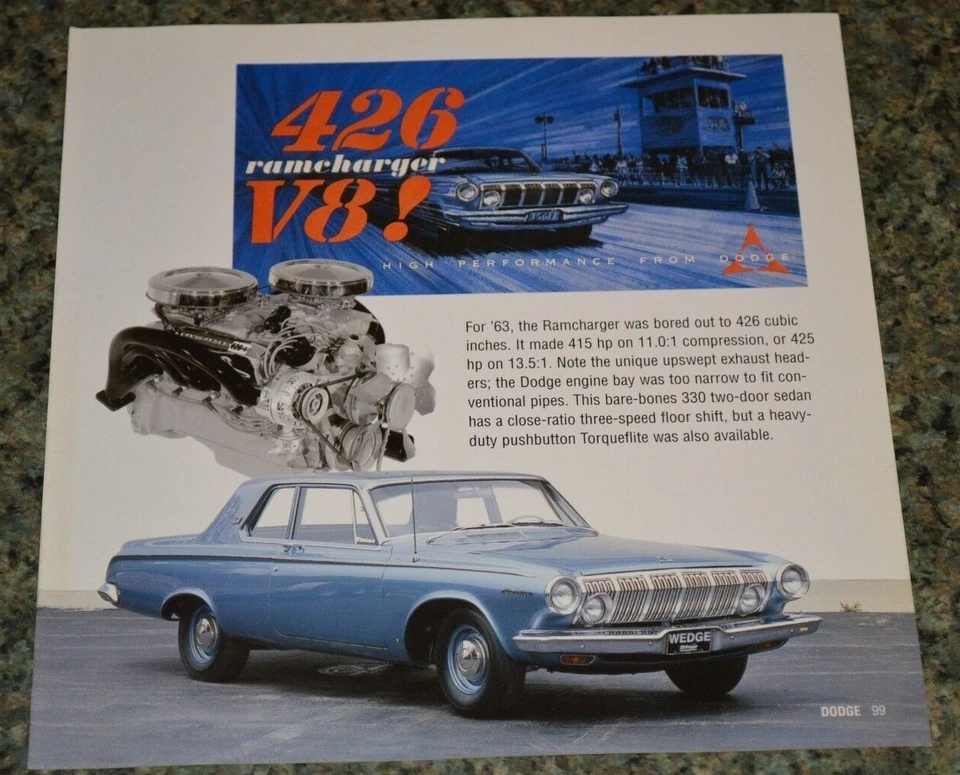 426
ramcharger
V8!
HIGH PERFORMANCE FROM DODGE
For '63, the Ramcharger was bored out to 426 cubic
inches. It made 415 hp on 11.0:1 compression, or 425
hp on 13.5:1. Note the unique upswept exhaust head-
ers; the Dodge engine bay was too narrow to fit con-
ventional pipes. This bare-bones 330 two-door sedan
has a close-ratio three-speed floor shift, but a heavy-
duty pushbutton Torqueflite was also available.
WEDGE
DODGE 99